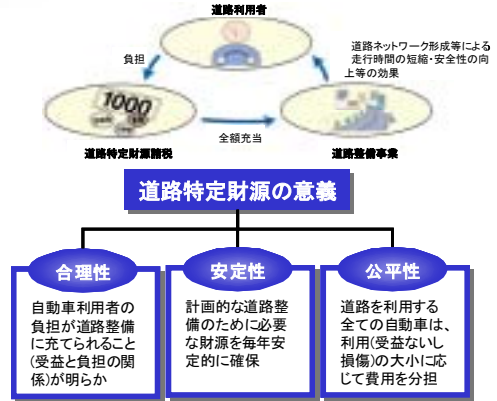 道路利用者
負担
道路ネットワーク形成等による
走行時間の短縮・安全性の向
上等の効果
1000
全額充当
道路特定財源諸税
道路整備事業
道路特定財源の意義
合理性
安定性
公平性
自動車利用者の
負担が道路整備
に充てられること
(受益と負担の関
係)が明らか
計画的な道路整
備のために必要
な財源を毎年安
定的に確保
道路を利用する
全ての自動車は、
利用(受益ないし
損傷)の大小に応
じて費用を分担